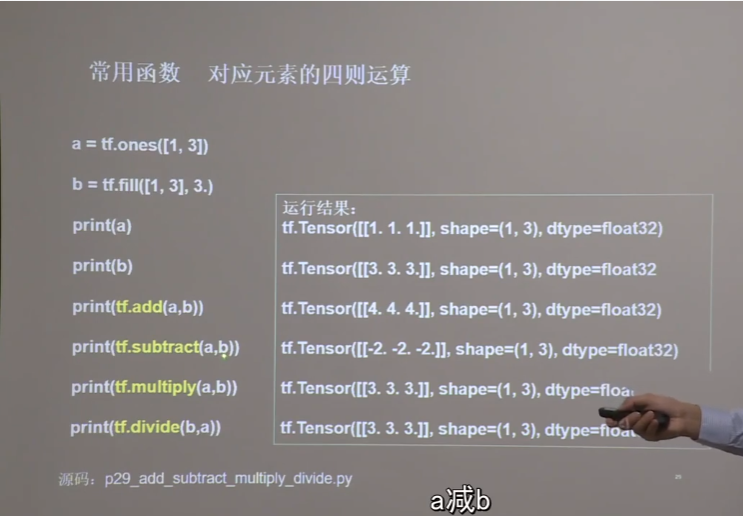 常用函数 对应元素的四则运算
a = tf.ones([1, 3])
b = tf.fill([1, 3], 3.)
print(a)
print(b)
print(tf.add(a,b))
print(tf.subtract(a,b))
print(tf.multiply(a,b))
print(tf.divide(b,a))
运行结果：
tf.Tensor([[1. 1. 1.]], shape=(1, 3), dtype=float32)
tf.Tensor([[3. 3. 3.]], shape=(1, 3), dtype=float32
tf.Tensor([[4. 4. 4.]], shape=(1, 3), dtype=float32)
tf.Tensor([[-2. -2. -2.]], shape=(1, 3), dtype=float32)
tf.Tensor([[3. 3. 3.]], shape=(1, 3), dtype=floa
tf.Tensor([[3. 3. 3.]], shape=(1, 3), dtype=float
源码：p29_add_subtract_multiply_divide.py
a减b